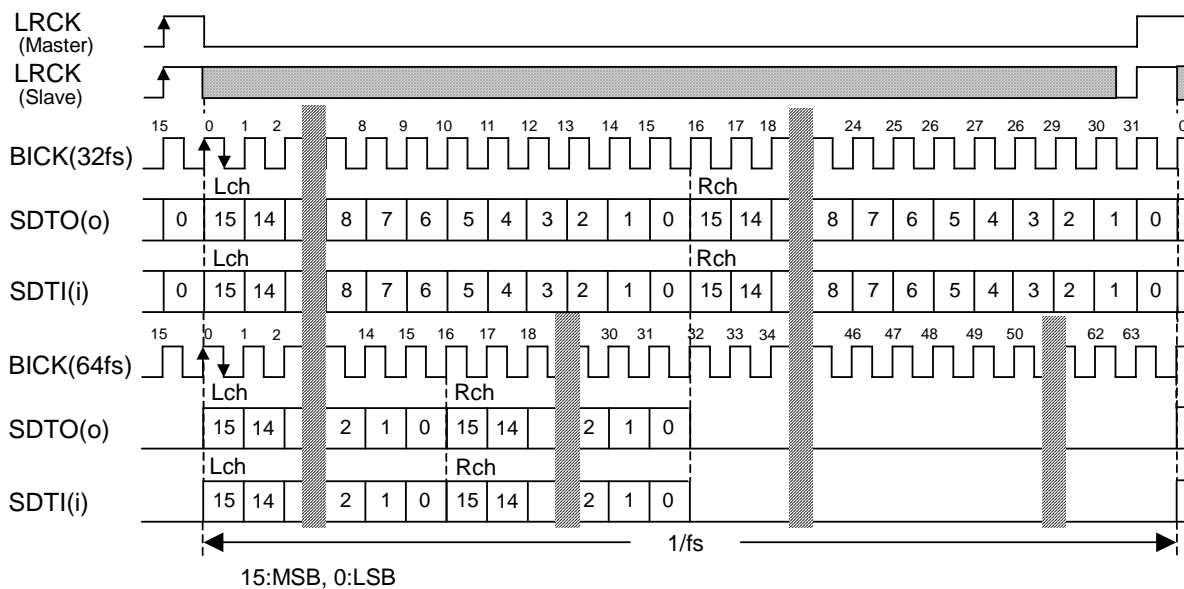 LRCK
(Master)
LRCK
(Slave)
15 0 1 2 8 9 10 11 12 13 14 15 16 17 18 24 25 26 27 26 29 30 31 0
BICK(32fs)
Lch Rch
SDTO(o) 0 15 14 8 7 6 5 4 3 2 1 0 15 14 8 7 6 5 4 3 2 1 0
Lch Rch
SDTI(i) 0 15 14 8 7 6 5 4 3 2 1 0 15 14 8 7 6 5 4 3 2 1 0
15 0 1 2 14 15 16 17 18 30 31 32 33 34 46 47 48 49 50 62 63
BICK(64fs)
Lch Rch
SDTO(o) 15 14 2 1 0 15 14 2 1 0
Lch Rch
SDTI(i) 15 14 2 1 0 15 14 2 1 0
1/fs
15:MSB, 0:LSB